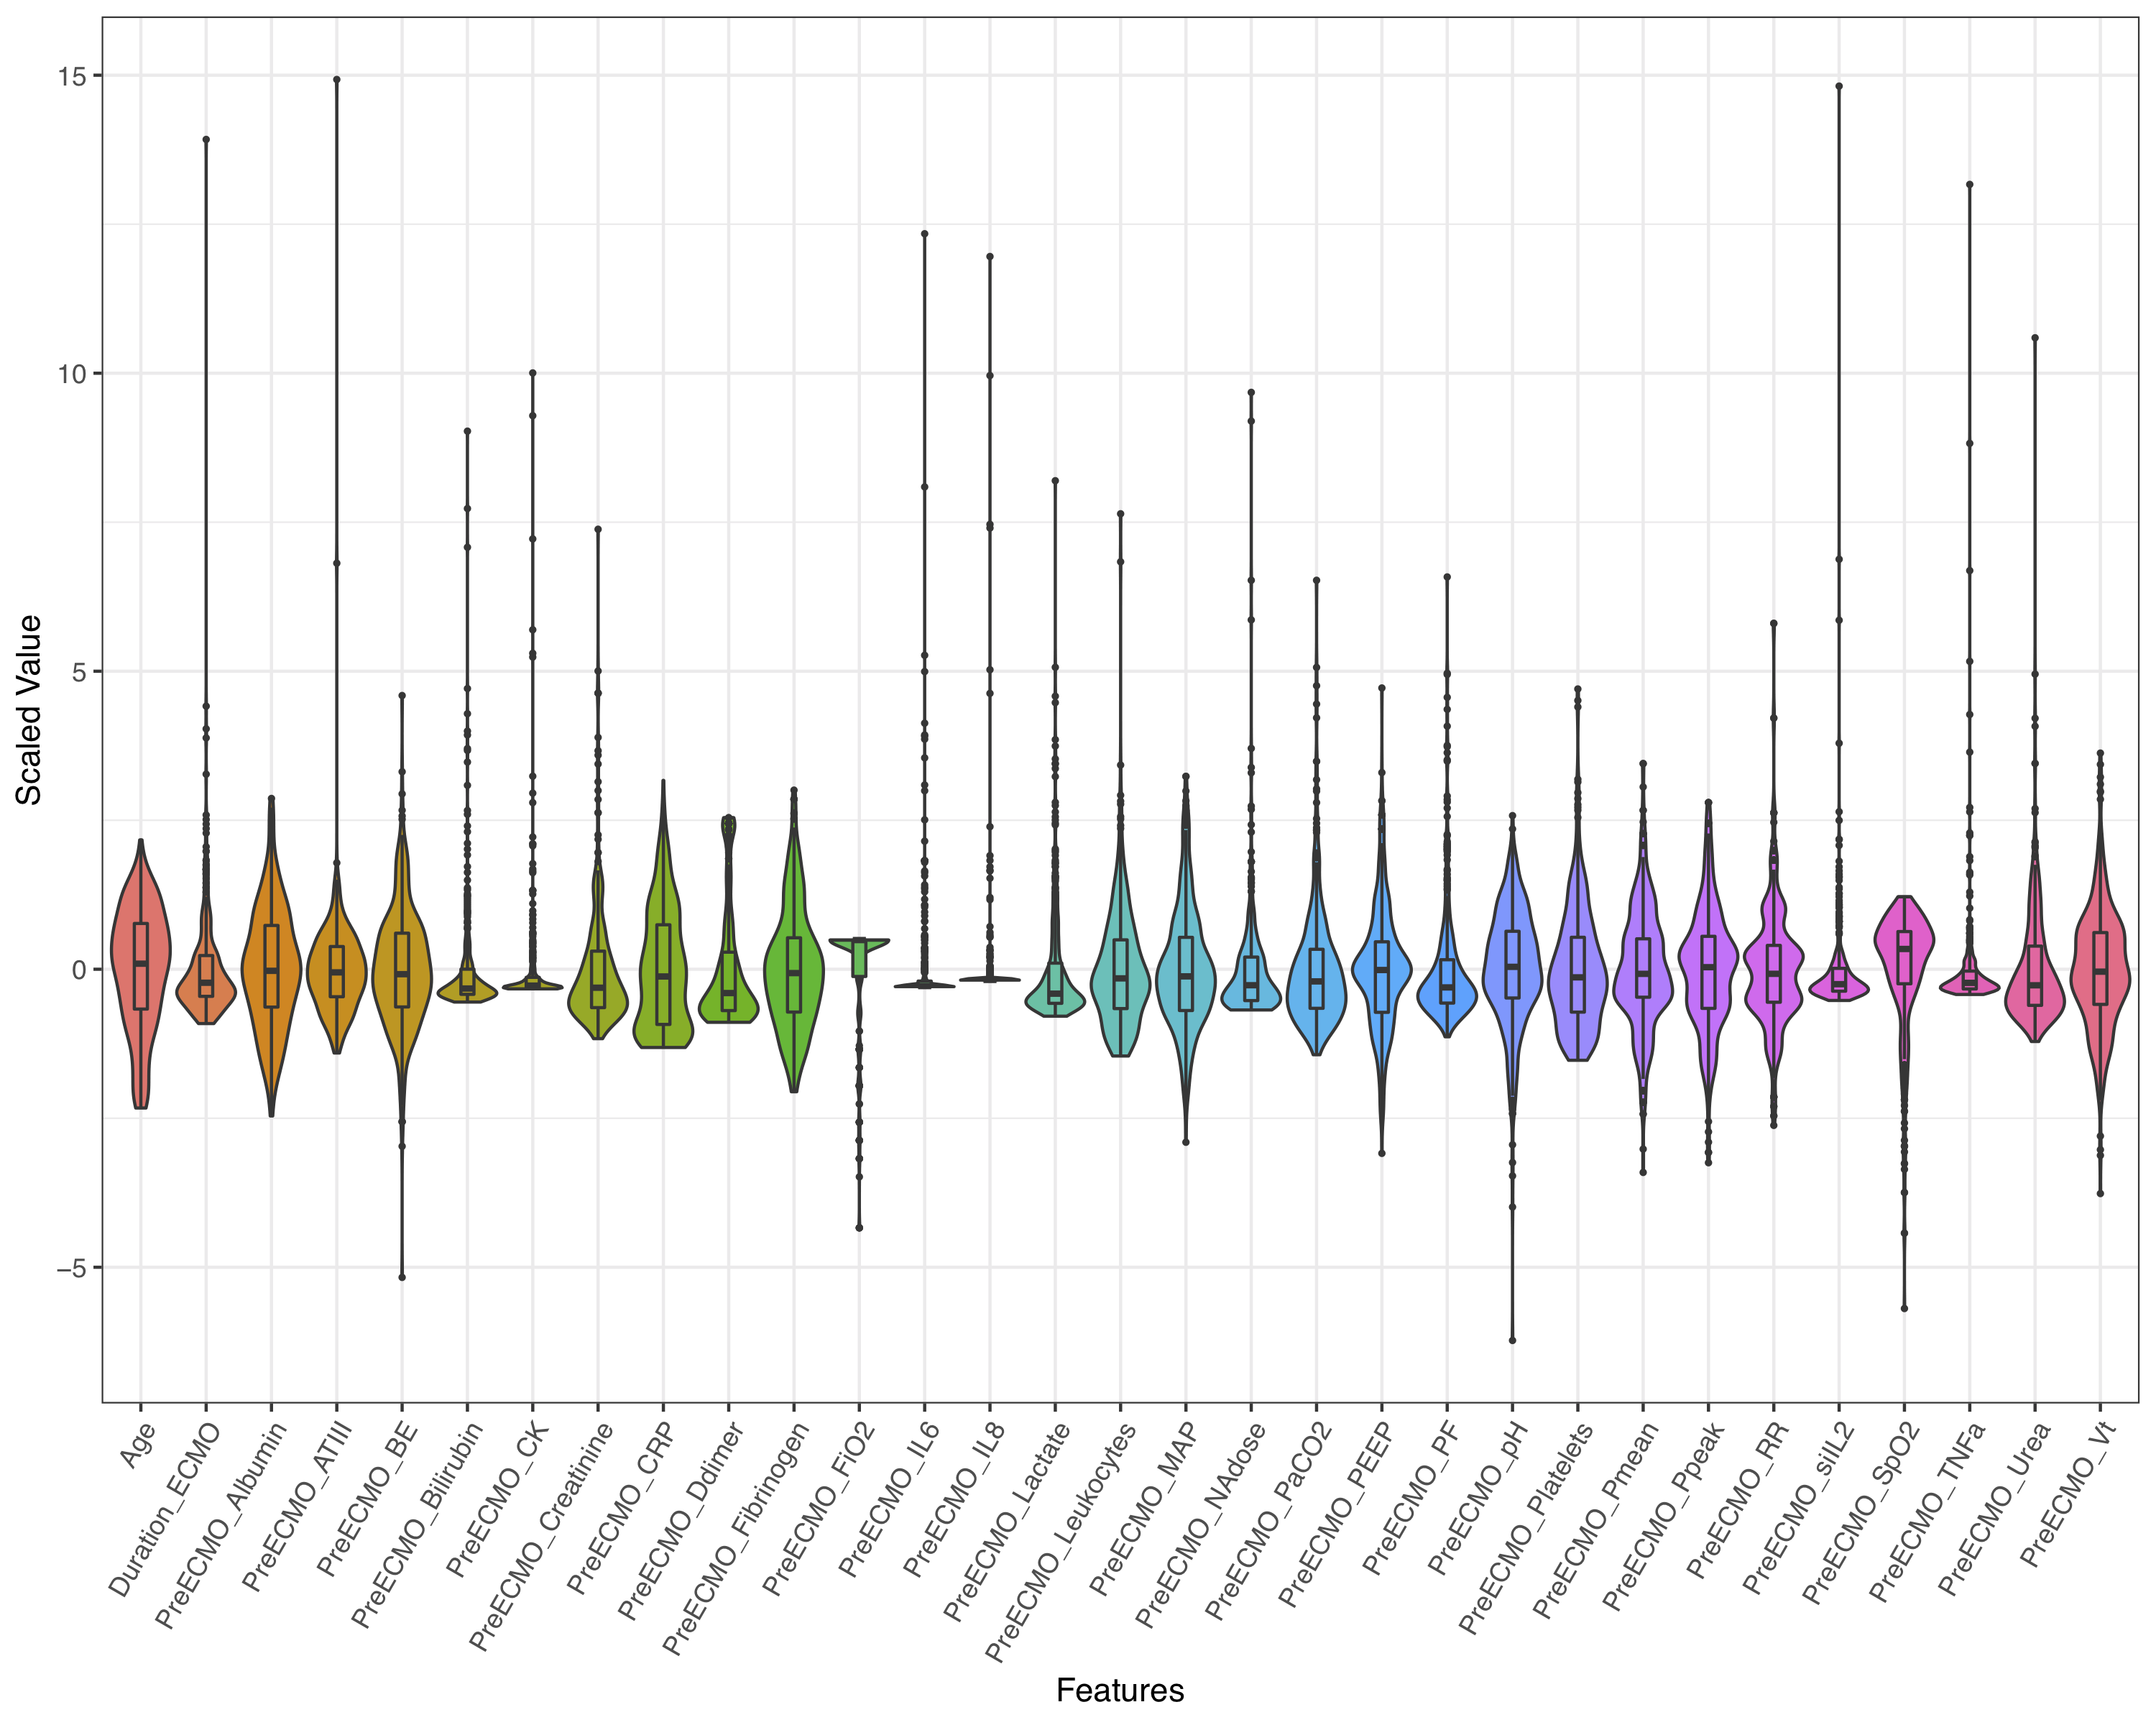 Scaled Value
15
10
5
0
−5
Age
Duration_ECMO
PreECMO_Albumin
PreECMO_ATIII
PreECMO_BE
PreECMO_Bilirubin
PreECMO_CK
PreECMO_Creatinine
PreECMO_CRP
PreECMO_Ddimer
PreECMO_Fibrinogen
PreECMO_FiO2
PreECMO_IL6
PreECMO_IL8
PreECMO_Lactate
PreECMO_Leukocytes
PreECMO_MAP
PreECMO_NAdose
PreECMO_PaCO2
PreECMO_PEEP
PreECMO_PF
PreECMO_pH
PreECMO_Platelets
PreECMO_Pmean
PreECMO_Ppeak
PreECMO_RR
PreECMO_siIL2
PreECMO_SpO2
PreECMO_TNFa
PreECMO_Urea
PreECMO_Vt
Features